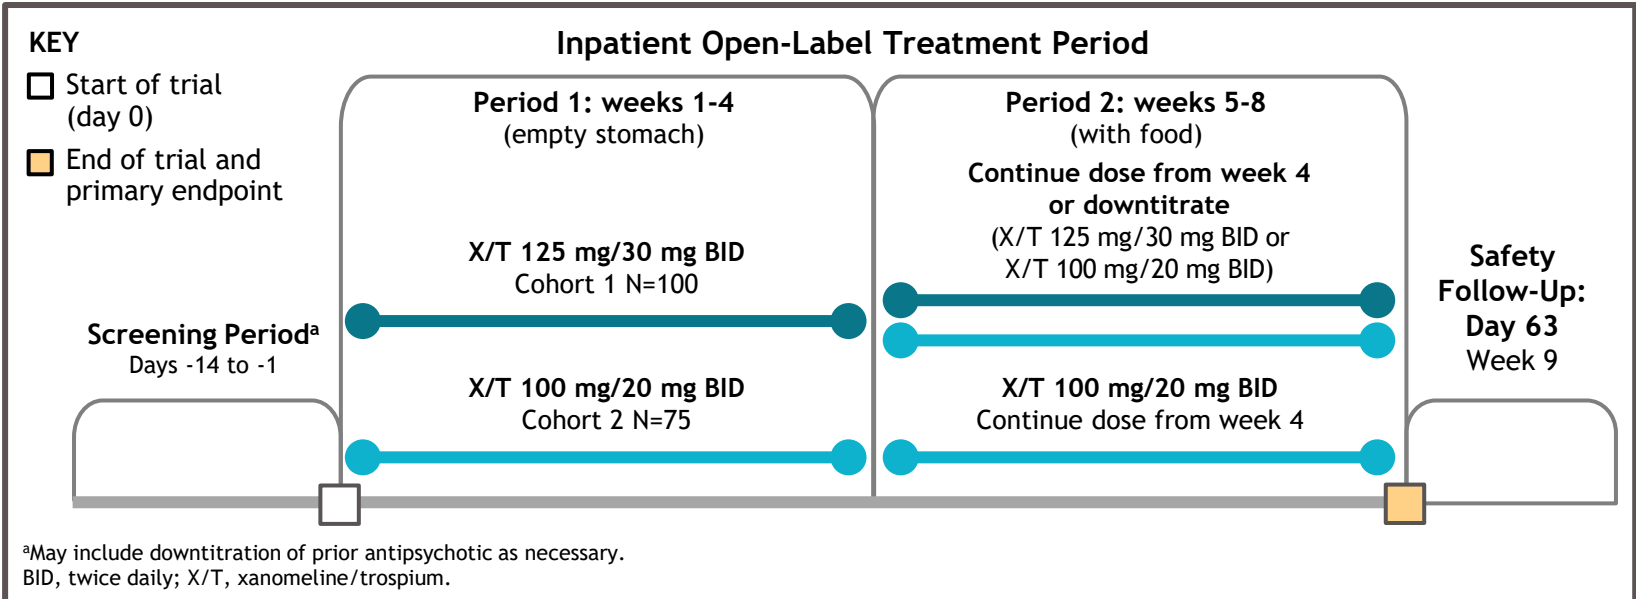 KEY
Start of trial
(day 0)
End of trial and
primary endpoint
Inpatient Open-Label Treatment Period
Period 1: weeks 1-4
(empty stomach)
Period 2: weeks 5-8
(with food)
Continue dose from week 4
or downtitrate
(X/T 125 mg/30 mg BID or
X/T 100 mg/20 mg BID)
X/T 125 mg/30 mg BID
Cohort 1 N=100
Screening Periodᵃ
Days -14 to -1
X/T 100 mg/20 mg BID
Cohort 2 N=75
X/T 100 mg/20 mg BID
Continue dose from week 4
Safety
Follow-Up:
Day 63
Week 9
ᵃMay include downtitration of prior antipsychotic as necessary.
BID, twice daily; X/T, xanomeline/trospium.